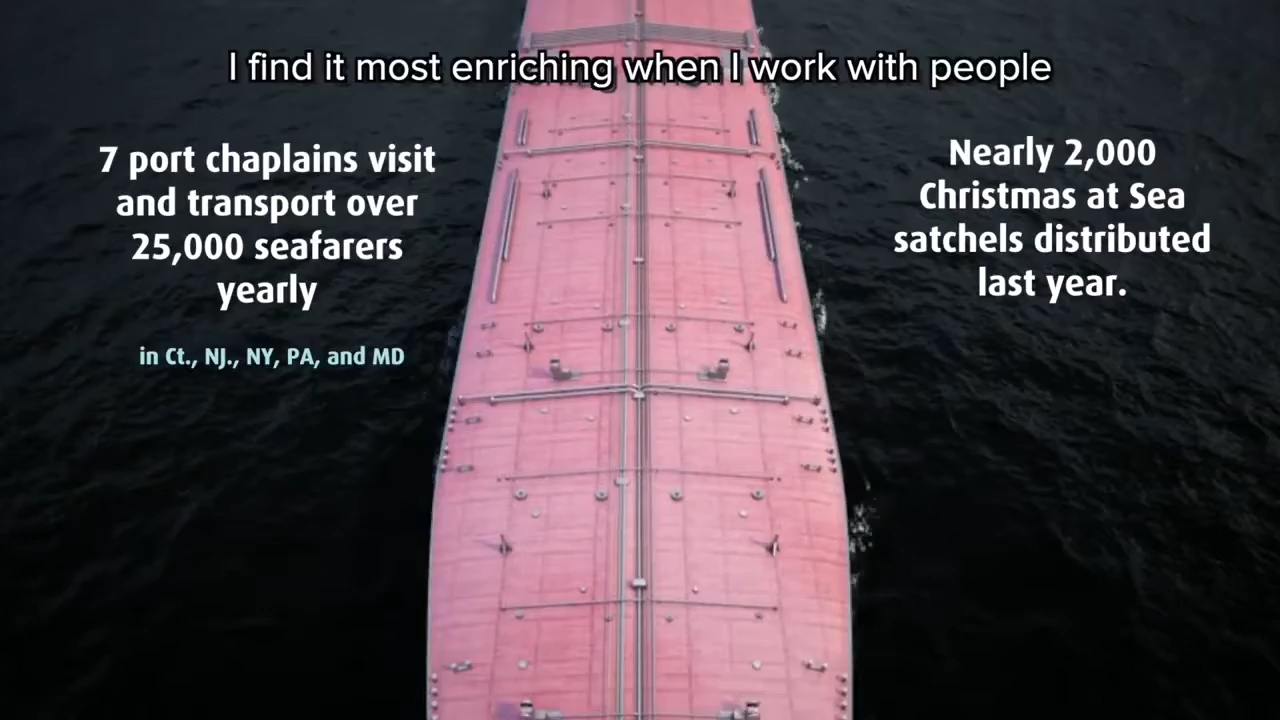 I find it most enriching when I work with people
7 port chaplains visit
and transport over
25,000 seafarers
yearly
in Ct., NJ., NY, PA, and MD
Nearly 2,000
Christmas at Sea
satchels distributed
last year.